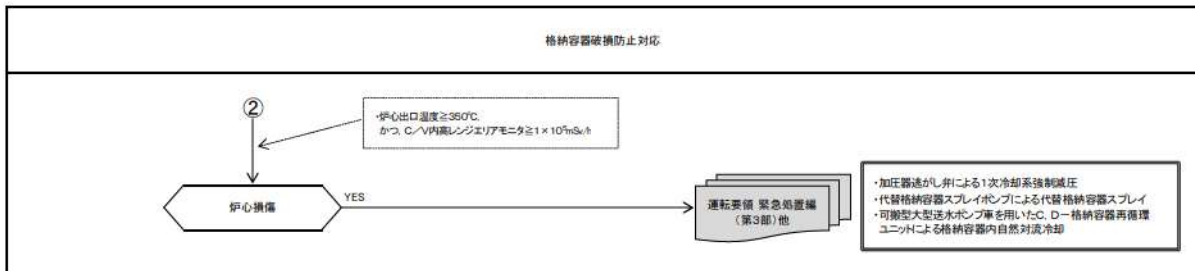 格納容器破損防止対応
②
・炉心出口温度≧350℃,
かつ, C/V内高レンジエリアモニタ≧1×10⁵mSv/h
炉心損傷
YES
運転要領 緊急処置編
(第3部)他
・加圧器逃がし弁による1次冷却系強制減圧
・代替格納容器スプレイポンプによる代替格納容器スプレイ
・可搬型大型送水ポンプ車を用いたC, D-格納容器再循環
ユニットによる格納容器内自然対流冷却